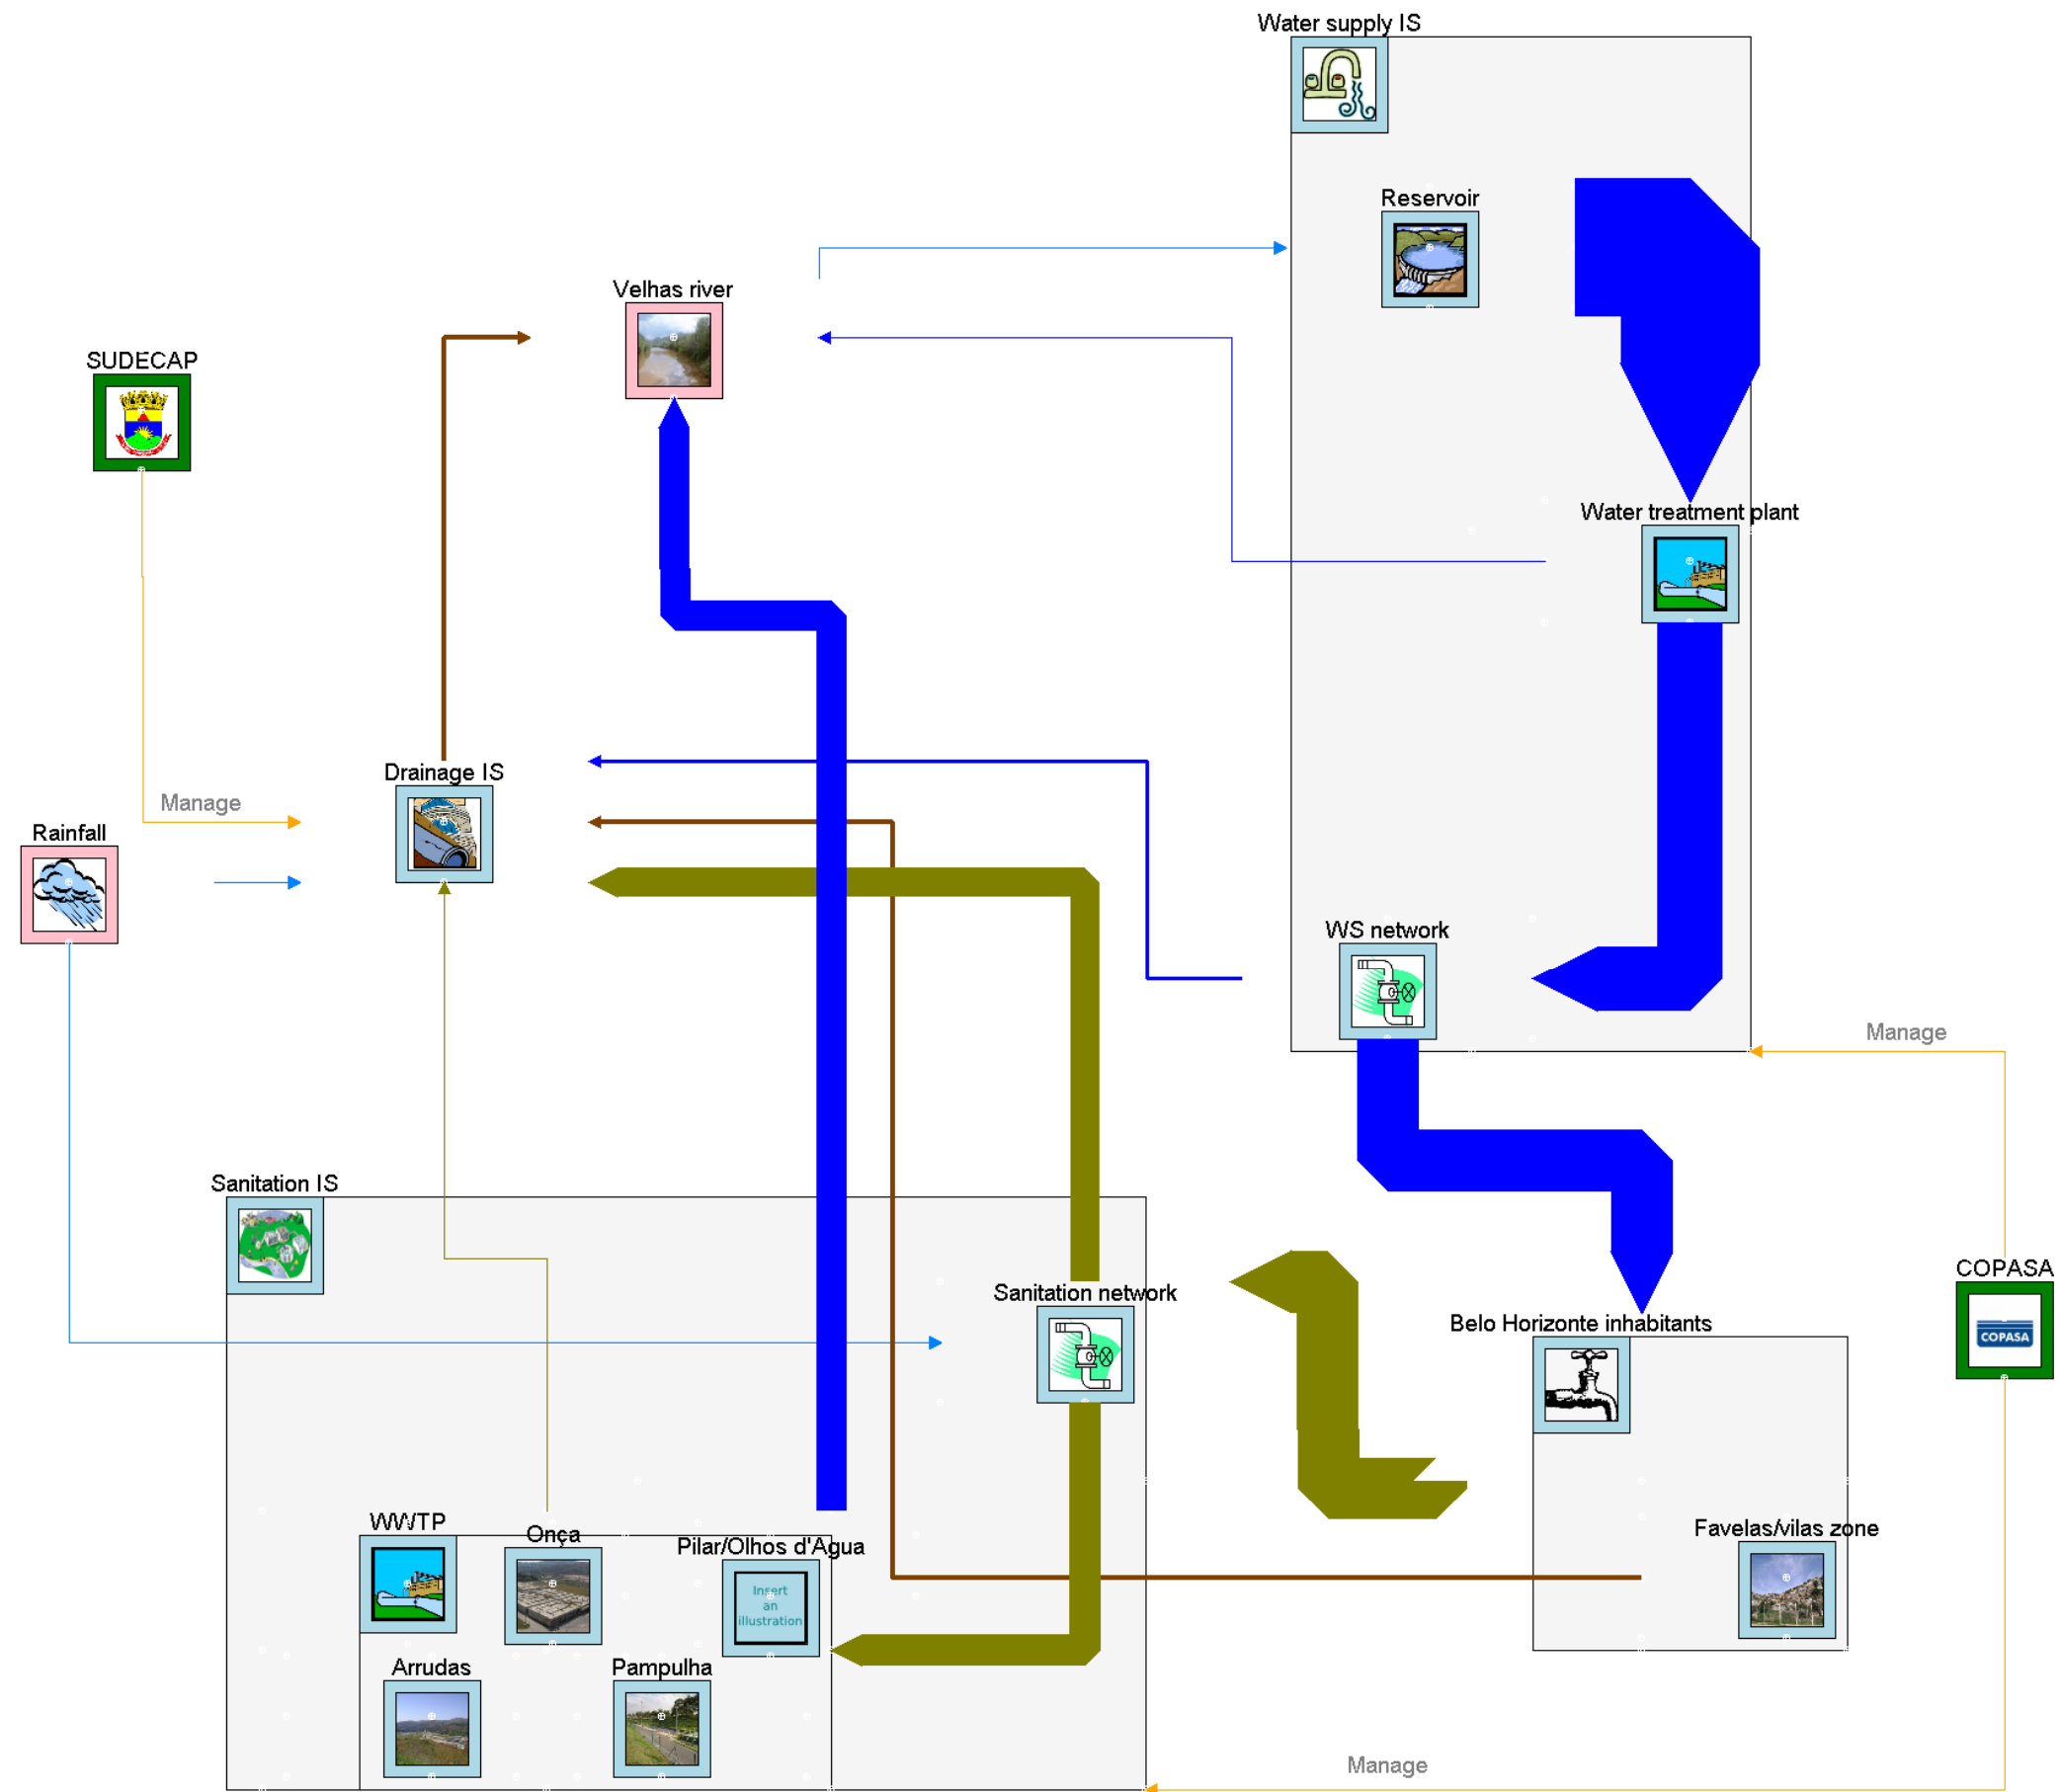 Water supply IS
Reservoir
Velhas river
SUDECAP
Water treatment plant
Drainage IS
Manage
Rainfall
WS network
Manage
Sanitation IS
COPASA
COPASA
Sanitation network
Belo Horizonte inhabitants
WWTP
Onça
Favelas/vilas zone
Pilar/Olhos d'Agua
Insert
an
illustration
Arrudas
Pampulha
Manage